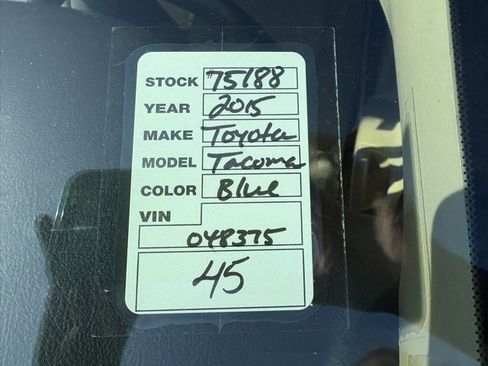 STOCK #75188
YEAR 2015
MAKE Toyota
MODEL Tacoma
COLOR Blue
VIN
048375
45